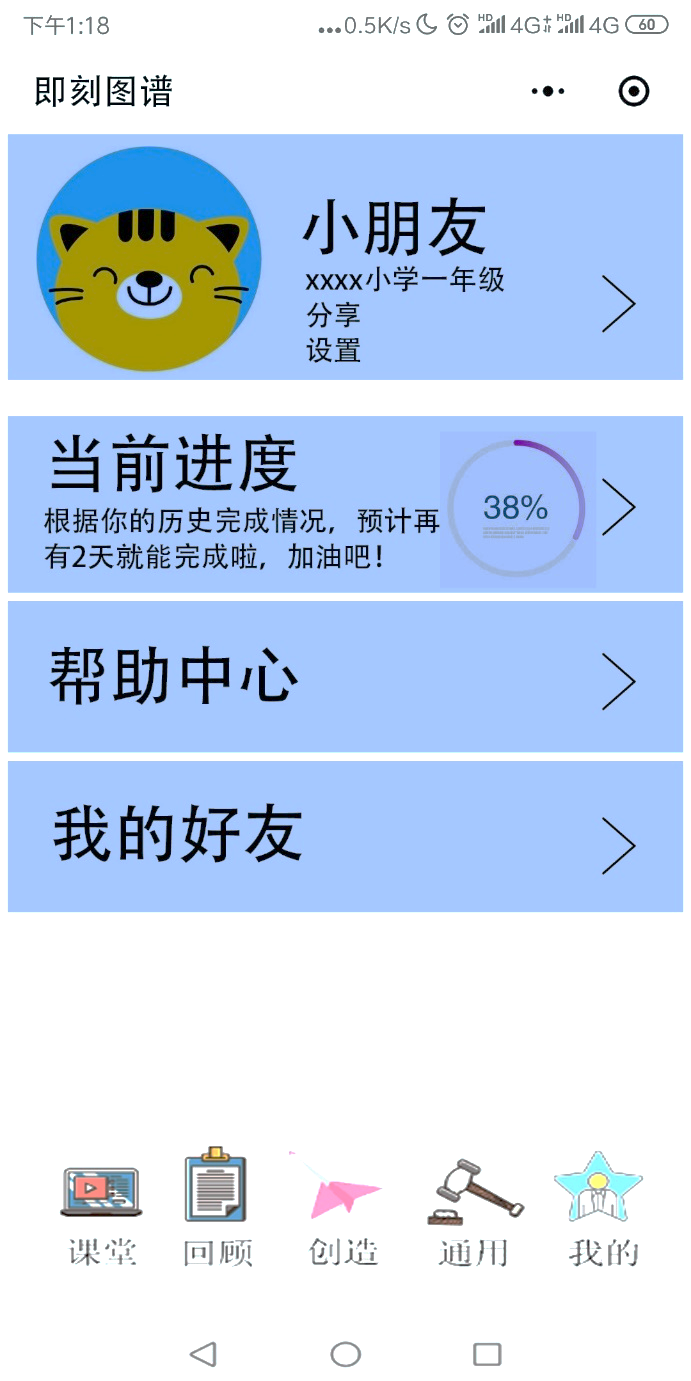 下午1:18
...0.5K/s HD 4G HD 4G 60
即刻图谱
小朋友
xxxx小学一年级
分享
设置
当前进度
根据你的历史完成情况，预计再
有2天就能完成啦，加油吧！
38%
帮助中心
我的好友
课堂 回顾 创造 通用 我的